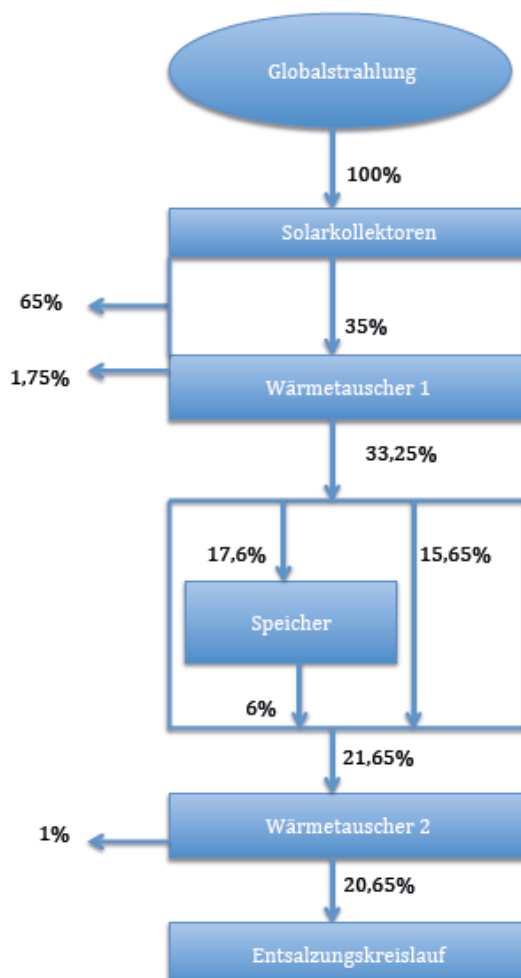 Globalstrahlung
100%
Solarkollektoren
65%
35%
1,75%
Wärmetauscher 1
33,25%
17,6%
15,65%
Speicher
6%
21,65%
Wärmetauscher 2
1%
20,65%
Entsalzungskreislauf